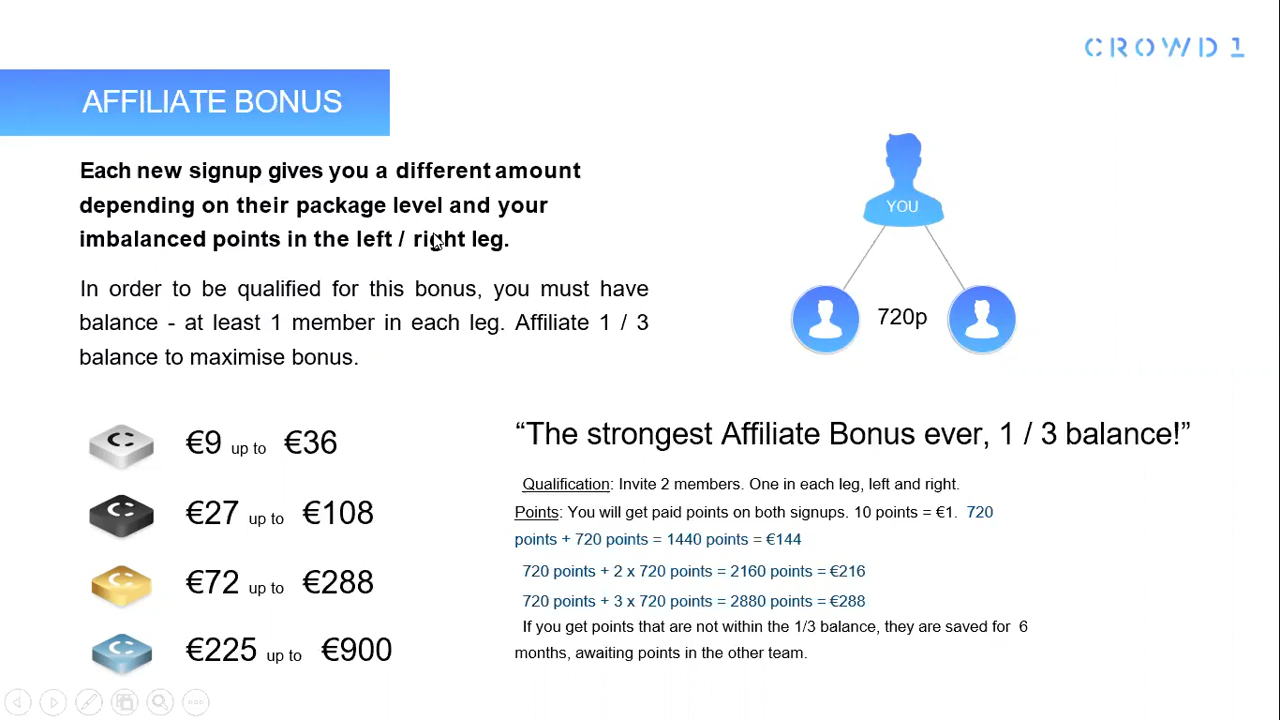 CROWD 1
AFFILIATE BONUS
Each new signup gives you a different amount
depending on their package level and your
imbalanced points in the left / right leg.
In order to be qualified for this bonus, you must have
balance - at least 1 member in each leg. Affiliate 1 / 3
balance to maximise bonus.
YOU
720p
€9 up to €36
€27 up to €108
€72 up to €288
€225 up to €900
“The strongest Affiliate Bonus ever, 1 / 3 balance!”
Qualification: Invite 2 members. One in each leg, left and right.
Points: You will get paid points on both signups. 10 points = €1. 720
points + 720 points = 1440 points = €144
720 points + 2 x 720 points = 2160 points = €216
720 points + 3 x 720 points = 2880 points = €288
If you get points that are not within the 1/3 balance, they are saved for 6
months, awaiting points in the other team.